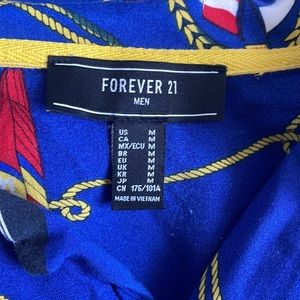 FOREVER 21
MEN
US M
CA M
MX/ECU M
BR M
EU M
UK M
KR M
JP M
CN 175/101A
MADE IN VIETNAM